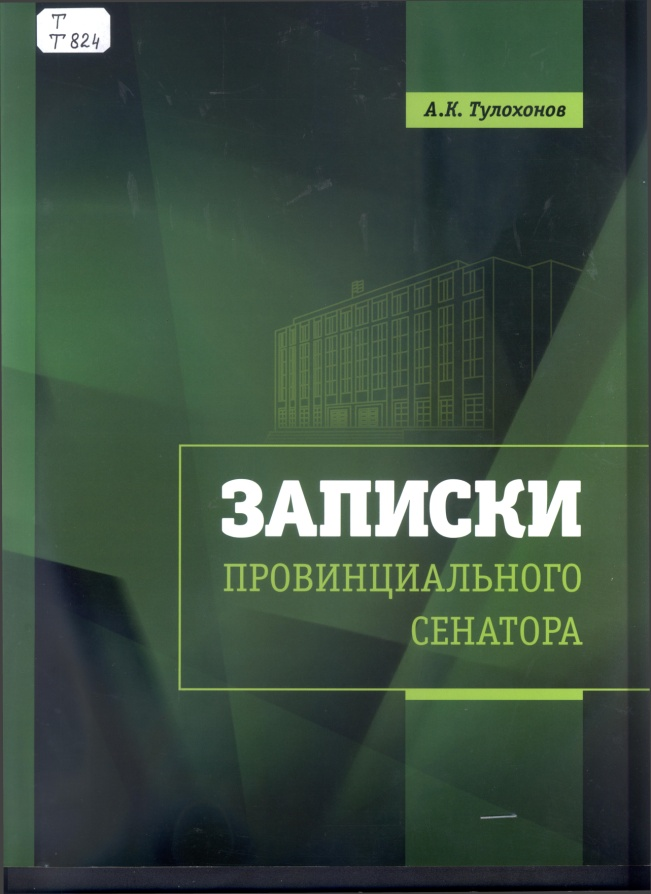 Т
Т 824
А.К. Тулохонов
ЗАПИСКИ
ПРОВИНЦИАЛЬНОГО
СЕНАТОРА